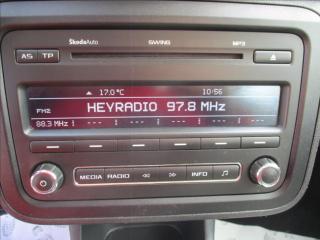 ŠkodaAuto SWING MP3
AS TP
17.0 °C 10:56
HEYRADIO 97.8 MHz
FM2
88.3 MHz
MEDIA RADIO INFO